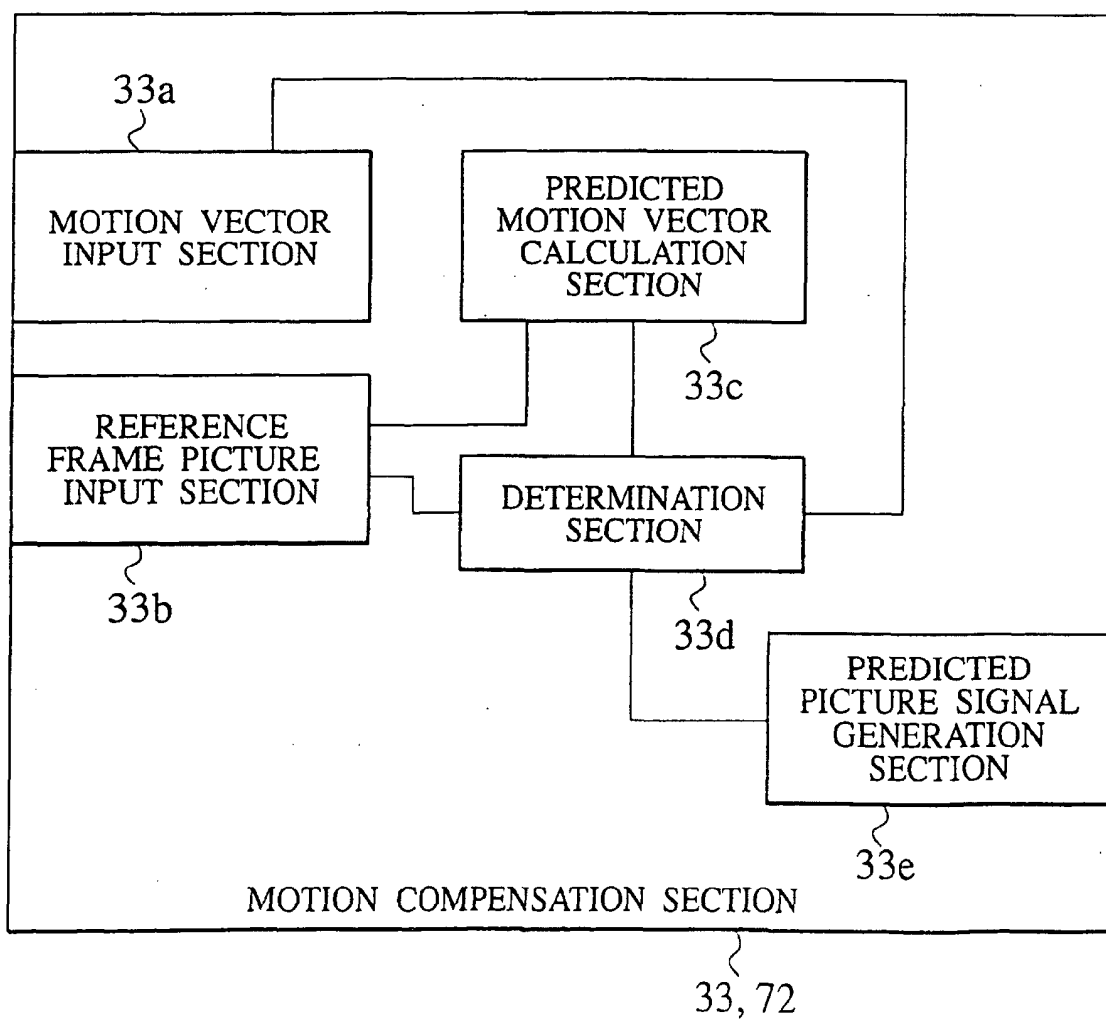 33a
MOTION VECTOR
INPUT SECTION
PREDICTED
MOTION VECTOR
CALCULATION
SECTION
33c
REFERENCE
FRAME PICTURE
INPUT SECTION
33b
DETERMINATION
SECTION
33d
PREDICTED
PICTURE SIGNAL
GENERATION
SECTION
33e
MOTION COMPENSATION SECTION
33, 72